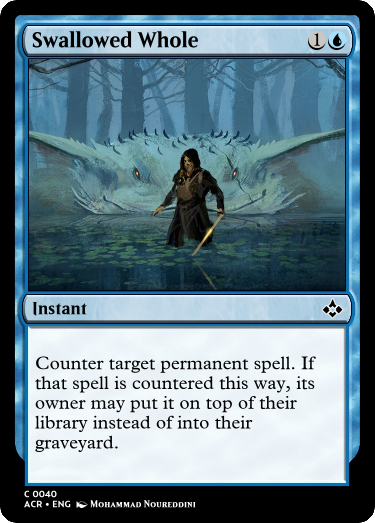 Swallowed Whole 1
Instant
Counter target permanent spell. If
that spell is countered this way, its
owner may put it on top of their
library instead of into their
graveyard.
C 0040
ACR • ENG Mohammad Noureddini